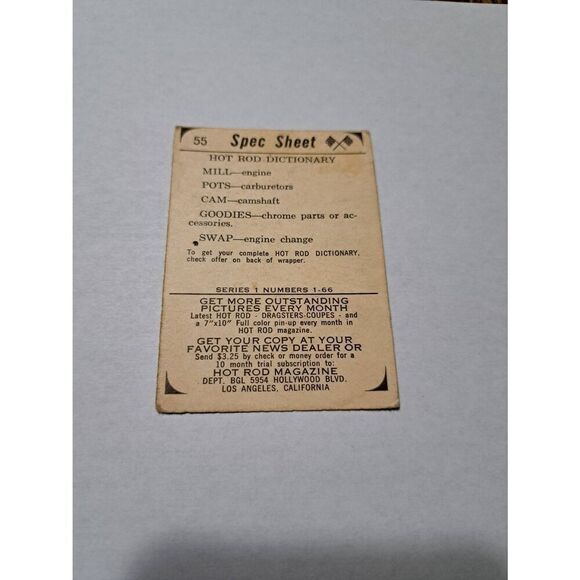 55 Spec Sheet
HOT ROD DICTIONARY
MILL—engine
POTS—carburetors
CAM—camshaft
GOODIES—chrome parts or ac-
cessories.
SWAP—engine change
To get your complete HOT ROD DICTIONARY,
check offer on back of wrapper.
SERIES 1 NUMBERS 1-66
GET MORE OUTSTANDING
PICTURES EVERY MONTH
Latest HOT ROD - DRAGSTERS-COUPES - and
a 7"x10" Full color pin-up every month in
HOT ROD magazine.
GET YOUR COPY AT YOUR
FAVORITE NEWS DEALER OR
Send $3.25 by check or money order for a
10 month trial subscription to:
HOT ROD MAGAZINE
DEPT. BGL 5954 HOLLYWOOD BLVD.
LOS ANGELES, CALIFORNIA